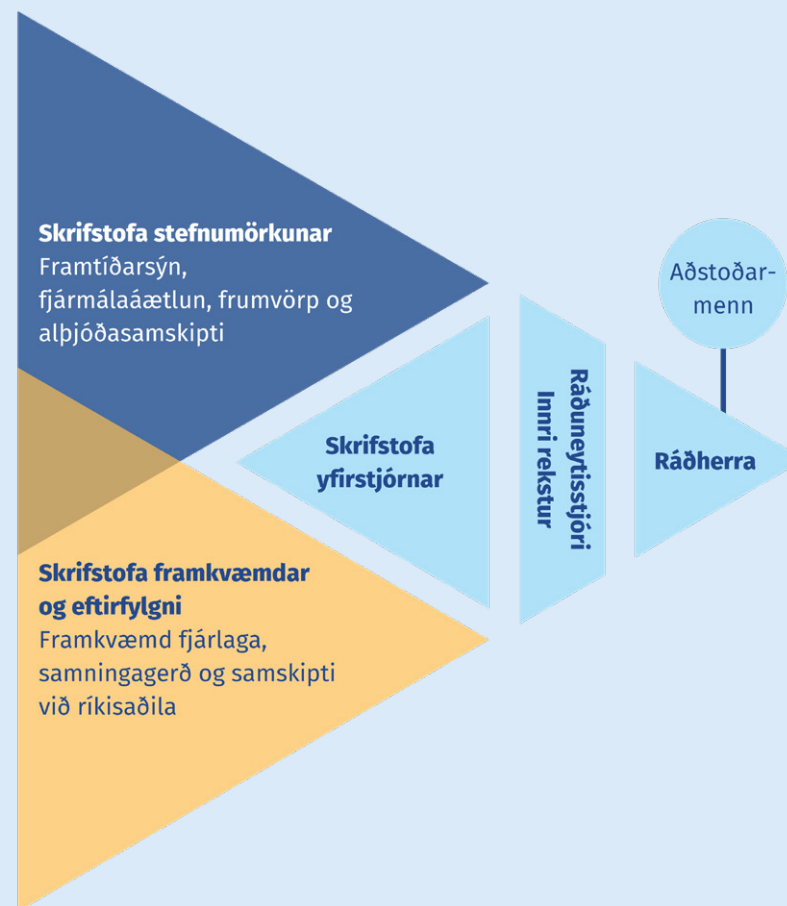 Skrifstofa stefnumörkunar
Framtíðarsýn,
fjármálaáætlun, frumvörp og
alþjóðasamskipti
Skrifstofa framkvæmdar
og eftirfylgni
Framkvæmd fjárlaga,
samningagerð og samskipti
við ríkisaðila
Skrifstofa
yfirstjórnar
Ráðuneytisstjóri
Innri rekstur
Aðstoðar-
menn
Ráðherra